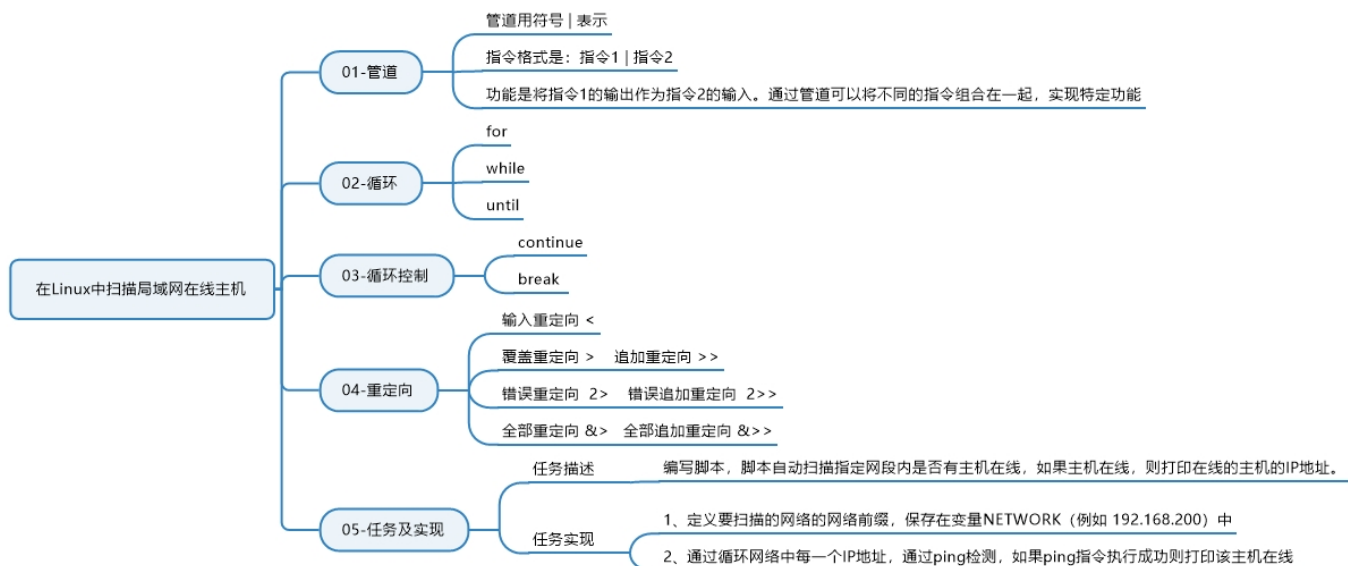 在Linux中扫描局域网在线主机
01-管道
管道用符号 | 表示
指令格式是：指令1 | 指令2
功能是将指令1的输出作为指令2的输入。通过管道可以将不同的指令组合在一起，实现特定功能
02-循环
for
while
until
03-循环控制
continue
break
04-重定向
输入重定向 <
覆盖重定向 > 追加重定向 >>
错误重定向 2> 错误追加重定向 2>>
全部重定向 &> 全部追加重定向 &>>
05-任务及实现
任务描述
编写脚本，脚本自动扫描指定网段内是否有主机在线，如果主机在线，则打印在线的主机的IP地址。
任务实现
1、定义要扫描的网络的网络前缀，保存在变量NETWORK（例如 192.168.200）中
2、通过循环网络中每一个IP地址，通过ping检测，如果ping指令执行成功则打印该主机在线